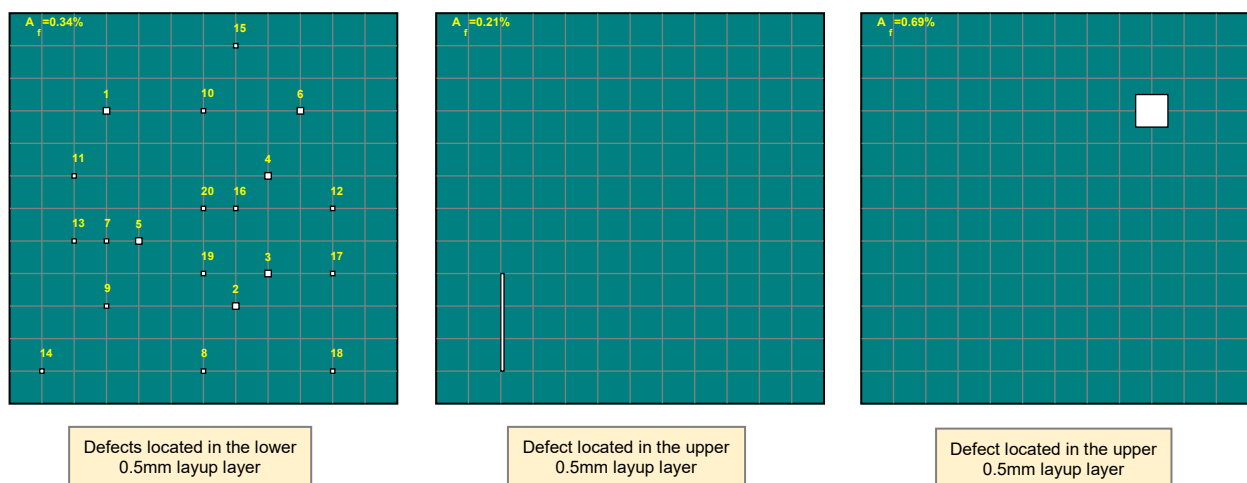 A f =0.34%
15
1
10
6
11
4
20
16
12
13
7
5
19
3
17
9
2
14
8
18
Defects located in the lower
0.5mm layup layer
A f =0.21%
Defect located in the upper
0.5mm layup layer
A f =0.69%
Defect located in the upper
0.5mm layup layer